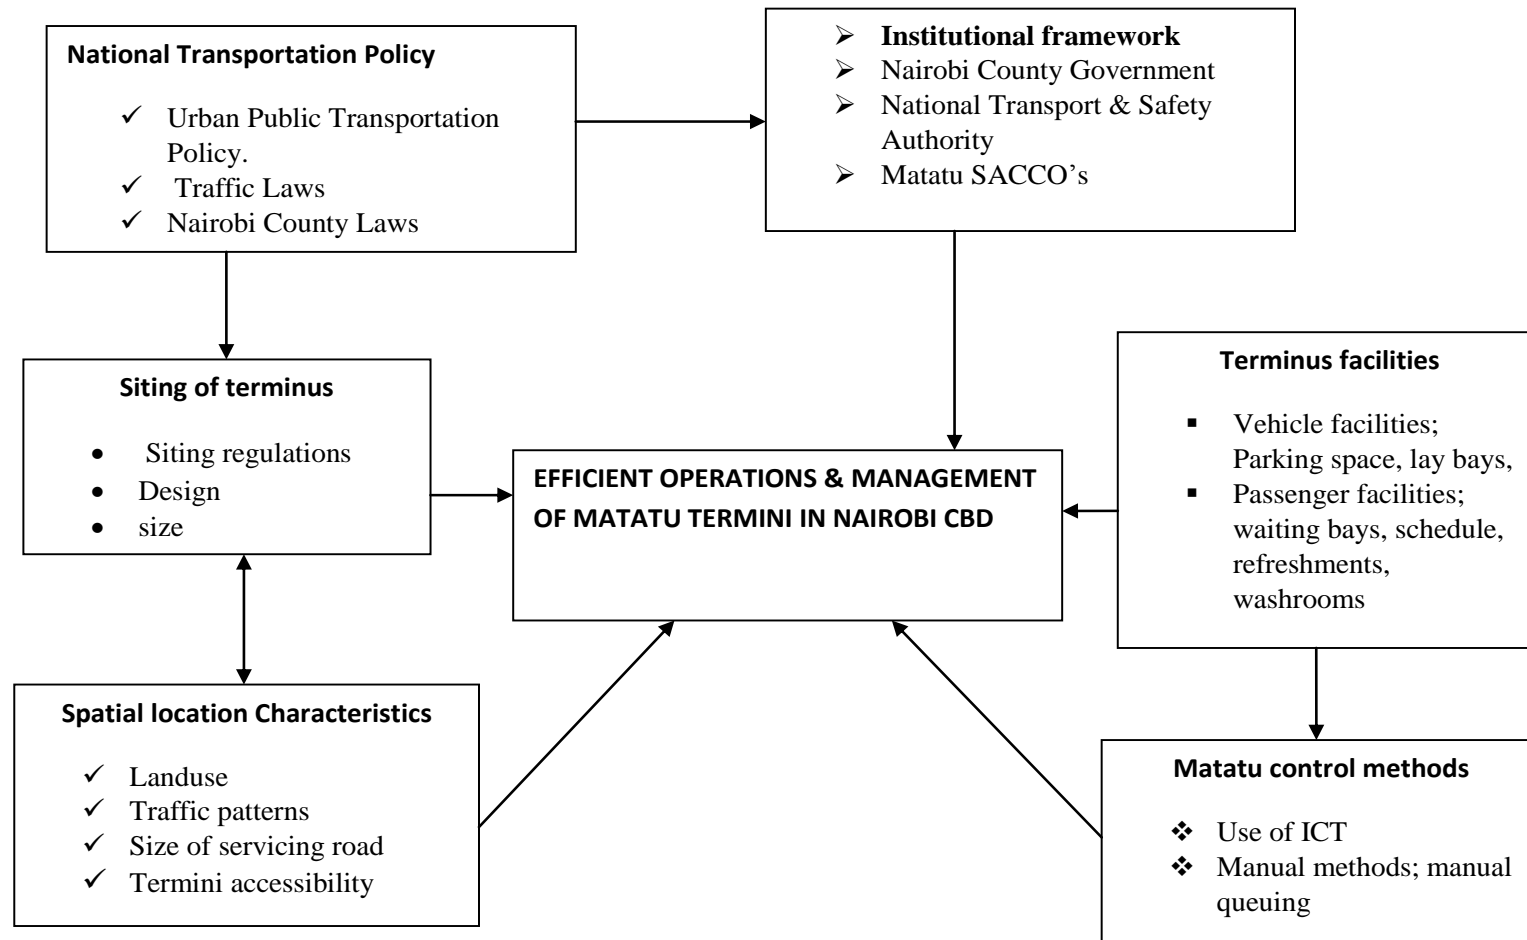 National Transportation Policy
✓ Urban Public Transportation
Policy.
✓ Traffic Laws
✓ Nairobi County Laws
➢ Institutional framework
➢ Nairobi County Government
➢ National Transport & Safety
Authority
➢ Matatu SACCO’s
Siting of terminus
• Siting regulations
• Design
• size
EFFICIENT OPERATIONS & MANAGEMENT
OF MATATU TERMINI IN NAIROBI CBD
Terminus facilities
▪ Vehicle facilities;
Parking space, lay bays,
▪ Passenger facilities;
waiting bays, schedule,
refreshments,
washrooms
Spatial location Characteristics
✓ Landuse
✓ Traffic patterns
✓ Size of servicing road
✓ Termini accessibility
Matatu control methods
❖ Use of ICT
❖ Manual methods; manual
queuing